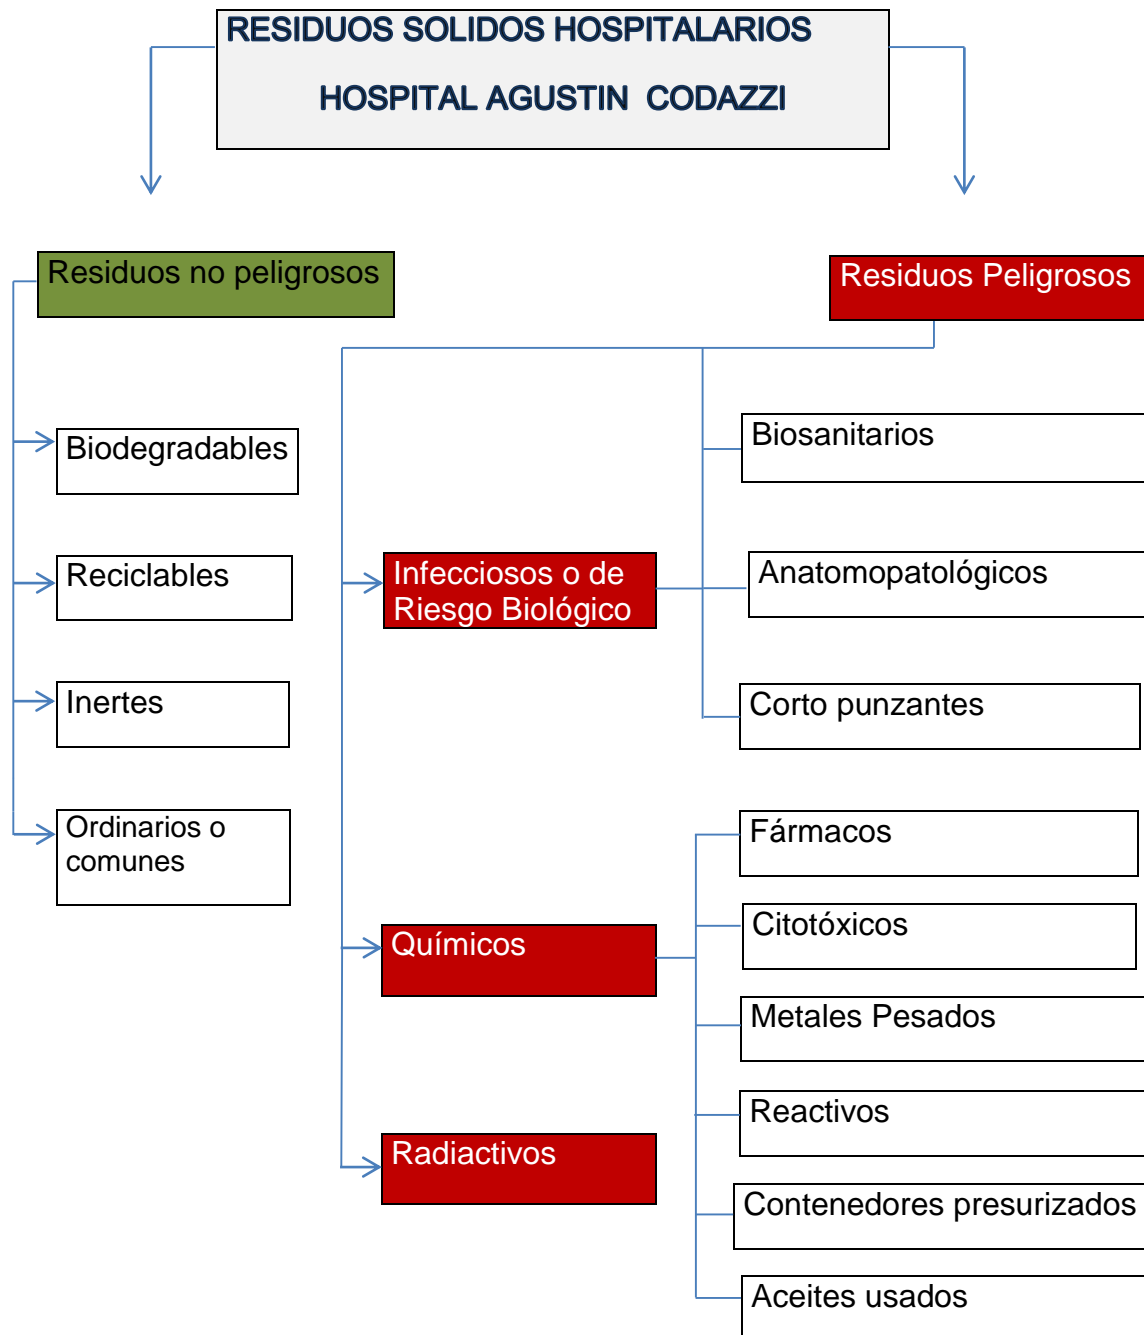 RESIDUOS SOLIDOS HOSPITALARIOS
HOSPITAL AGUSTIN CODAZZI
Residuos no peligrosos
Biodegradables
Reciclables
Inertes
Ordinarios o
comunes
Residuos Peligrosos
Infecciosos o de
Riesgo Biológico
Biosanitarios
Anatomopatológicos
Corto punzantes
Químicos
Fármacos
Citotóxicos
Metales Pesados
Reactivos
Contenedores presurizados
Aceites usados
Radiactivos